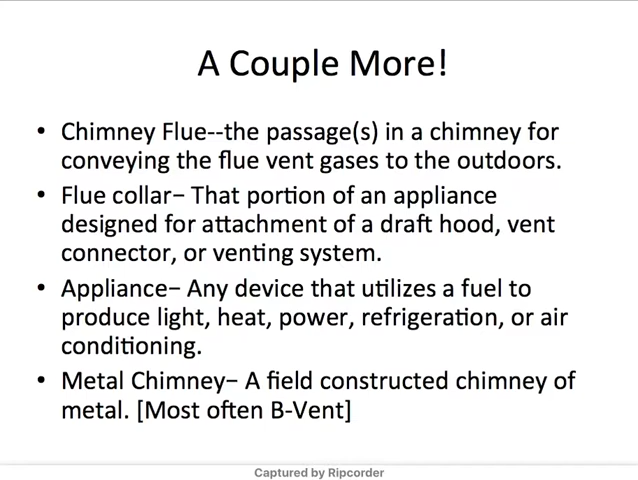 A Couple More!
• Chimney Flue--the passage(s) in a chimney for
conveying the flue vent gases to the outdoors.
• Flue collar– That portion of an appliance
designed for attachment of a draft hood, vent
connector, or venting system.
• Appliance– Any device that utilizes a fuel to
produce light, heat, power, refrigeration, or air
conditioning.
• Metal Chimney– A field constructed chimney of
metal. [Most often B-Vent]
Captured by Ripcorder